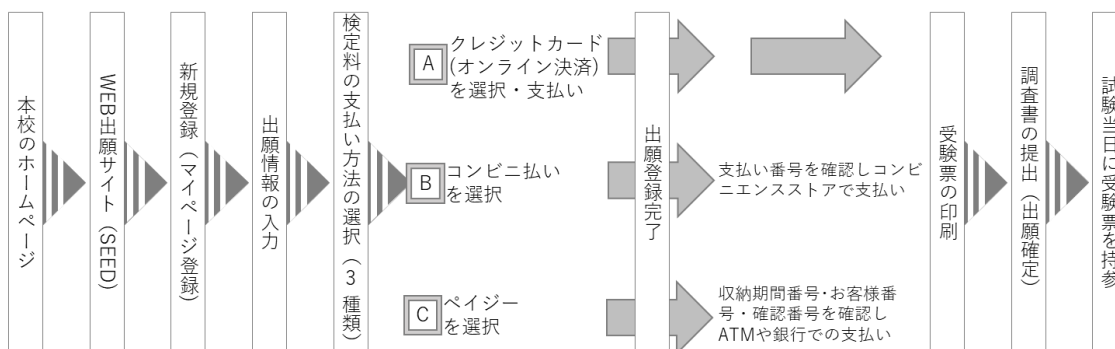 本校のホームページ
WEB出願サイト（SEED）
新規登録（マイページ登録）
出願情報の入力
検定料の支払い方法の選択（３種類）
A
クレジットカード
(オンライン決済)
を選択・支払い
B
コンビニ払い
を選択
C
ペイジー
を選択
出願登録完了
支払い番号を確認しコンビ
ニエンスストアで支払い
収納期間番号･お客様番
号・確認番号を確認し
ATMや銀行での支払い
受験票の印刷
調査書の提出（出願確定）
試験当日に受験票を持参